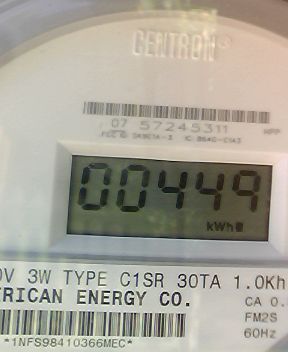 CENTRON®
07 57245311
00449
kWh
0V 3W TYPE C1SR 30TA 1.0Kh
ERICAN ENERGY CO.
CA 0.
FM2S
60Hz
*1NFS98410366MEC*